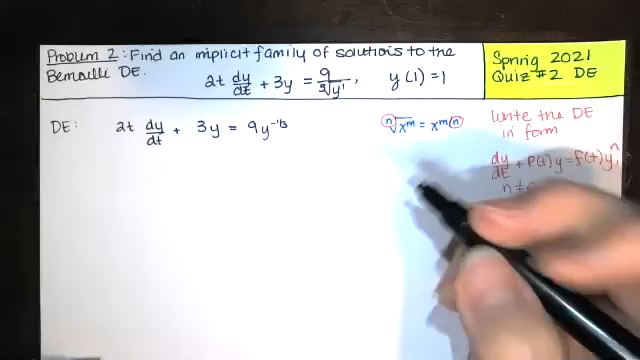 Problem 2: Find an implicit family of solutions to the
Bernoulli DE.
2t dy/dt + 3y = 9/∛y, y(1) = 1
Spring 2021
Quiz #2 DE
DE: 2t dy/dt + 3y = 9y^-1/3
ⁿ√x^m = x^m/n
Write the DE
in form
dy/dt + P(t)y = f(t)y^n,
n ≠